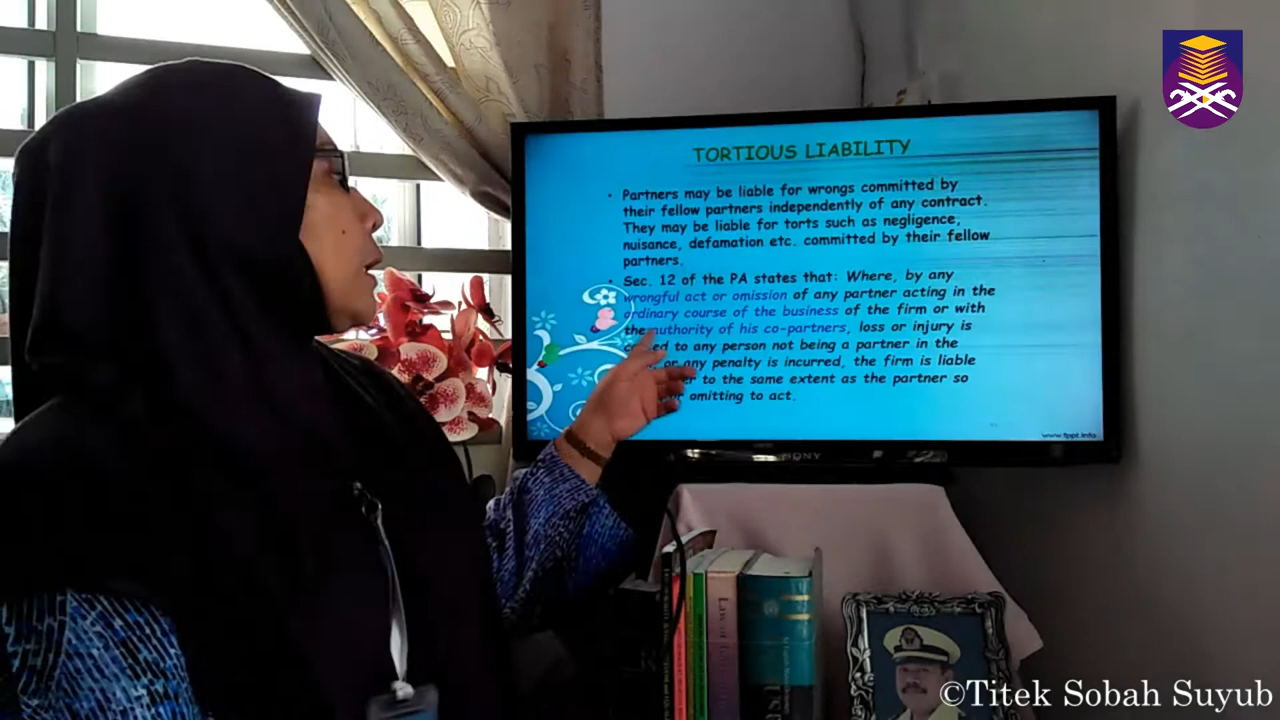 TORTIOUS LIABILITY
• Partners may be liable for wrongs committed by
their fellow partners independently of any contract.
They may be liable for torts such as negligence,
nuisance, defamation etc. committed by their fellow
partners.
• Sec. 12 of the PA states that: Where, by any
wrongful act or omission of any partner acting in the
ordinary course of the business of the firm or with
the authority of his co-partners, loss or injury is
to any person not being a partner in the
or any penalty is incurred, the firm is liable
to the same extent as the partner so
omitting to act.
www.fppt.info
SONY
Law of
©Titek Sobah Suyub